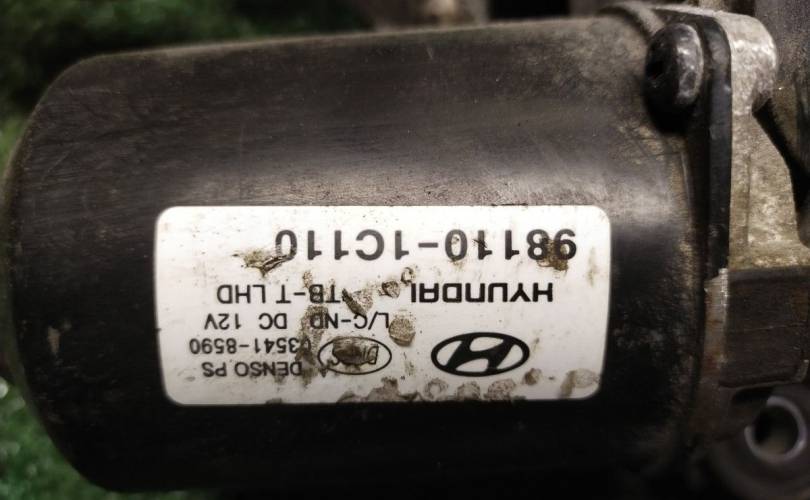 DENSO PS
3541-8590
L/C-ND DC 12V
HYUNDAI TB-T LHD
98110-1C110